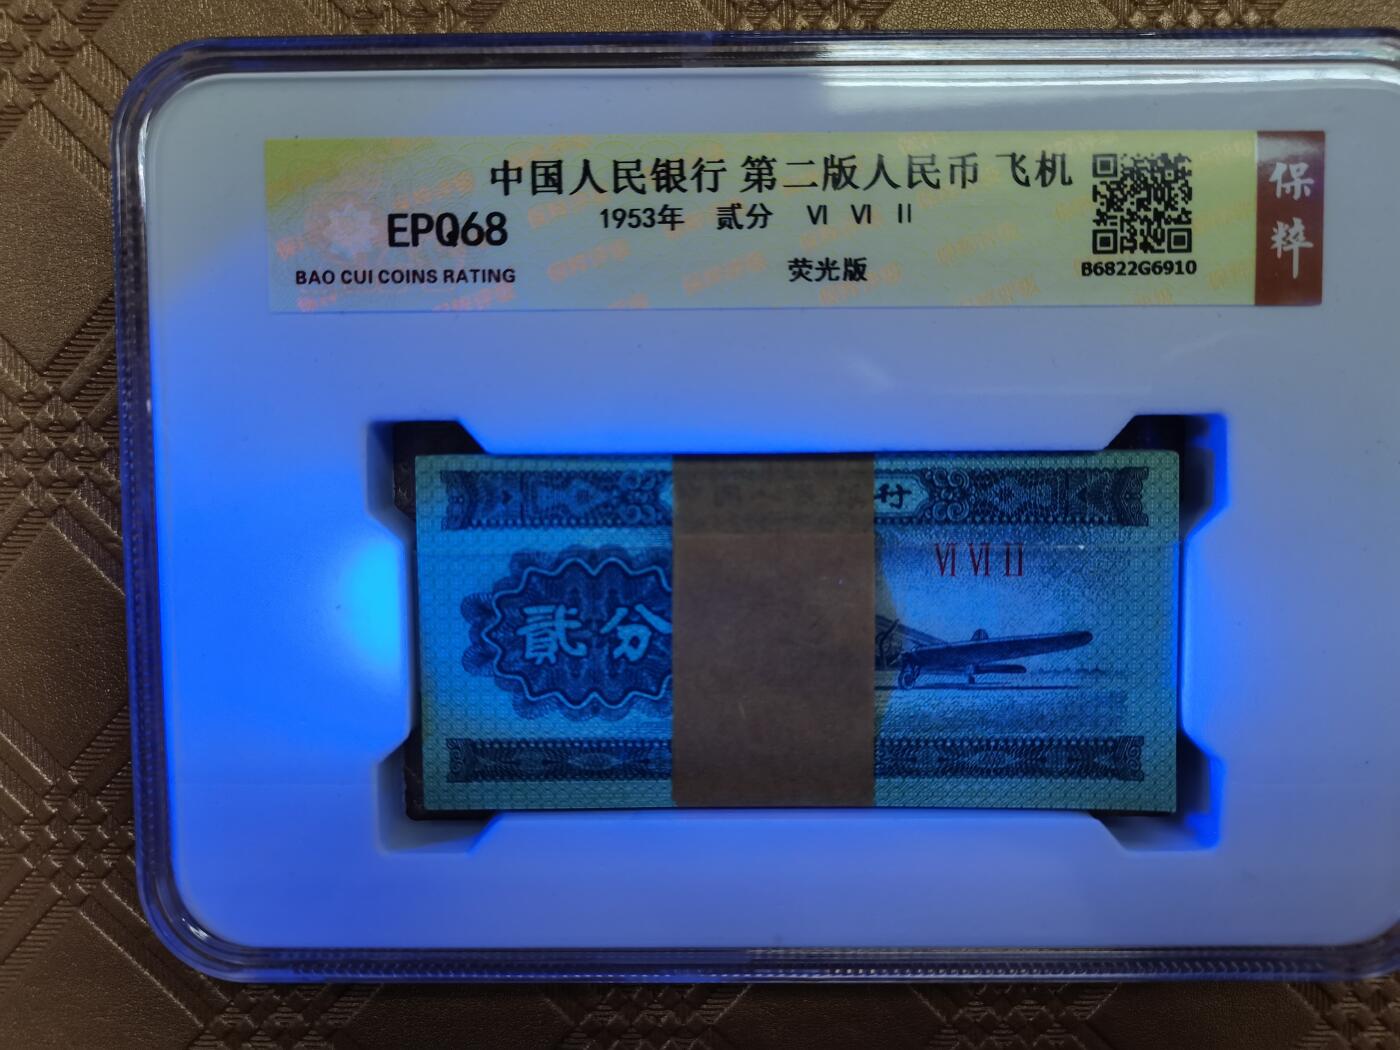 中国人民银行 第二版人民币 飞机
EPQ68
1953年 贰分 Ⅵ Ⅵ Ⅱ
BAO CUI COINS RATING
荧光版
B6822G6910
保粹
行
Ⅵ Ⅵ Ⅱ
貳分